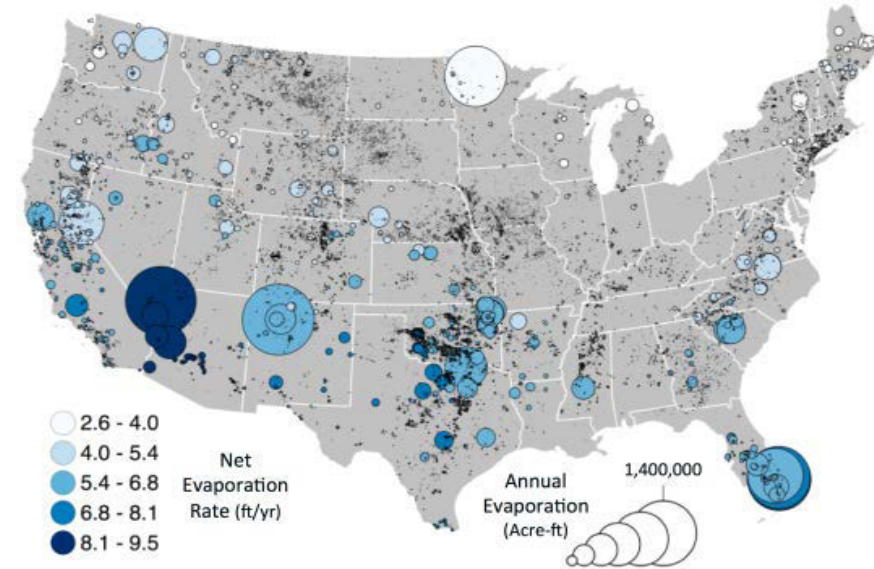 2.6 - 4.0
4.0 - 5.4
5.4 - 6.8
6.8 - 8.1
8.1 - 9.5
Net
Evaporation
Rate (ft/yr)
Annual
Evaporation
(Acre-ft)
1,400,000